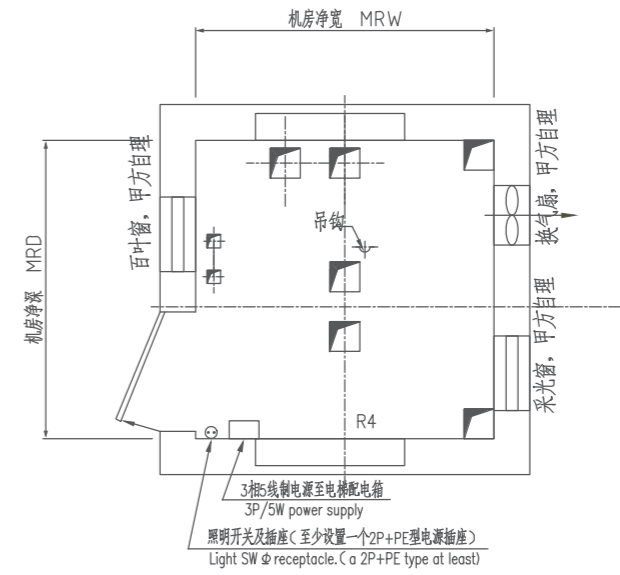 机房净宽 MRW
百叶窗，甲方自理
换气扇，甲方自理
吊钩
机房净深 MRD
采光窗，甲方自理
R4
3相5线制电源至电梯配电箱
3P/5W power supply
照明开关及插座(至少设置一个2P+PE型电源插座)
Light SW Φ receptacle.(a 2P+PE type at least)